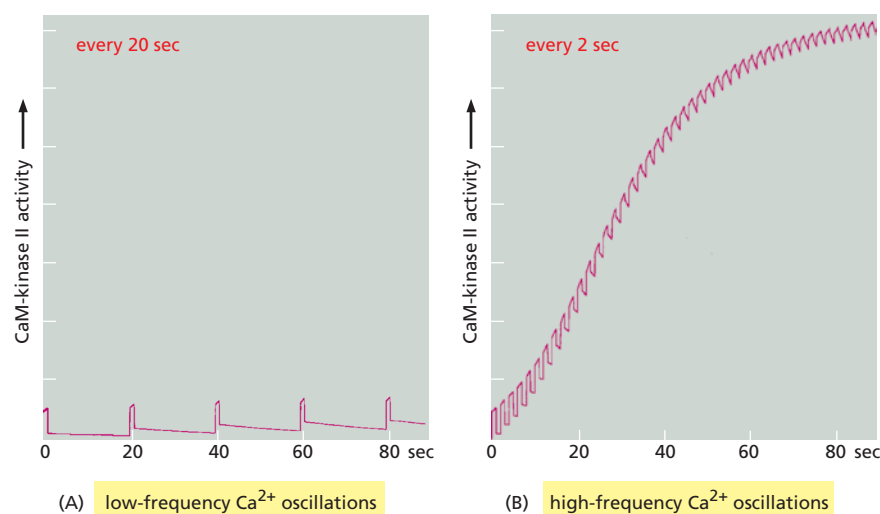 every 20 sec
CaM-kinase II activity
0 20 40 60 80 sec
(A) low-frequency Ca2+ oscillations
every 2 sec
CaM-kinase II activity
0 20 40 60 80 sec
(B) high-frequency Ca2+ oscillations